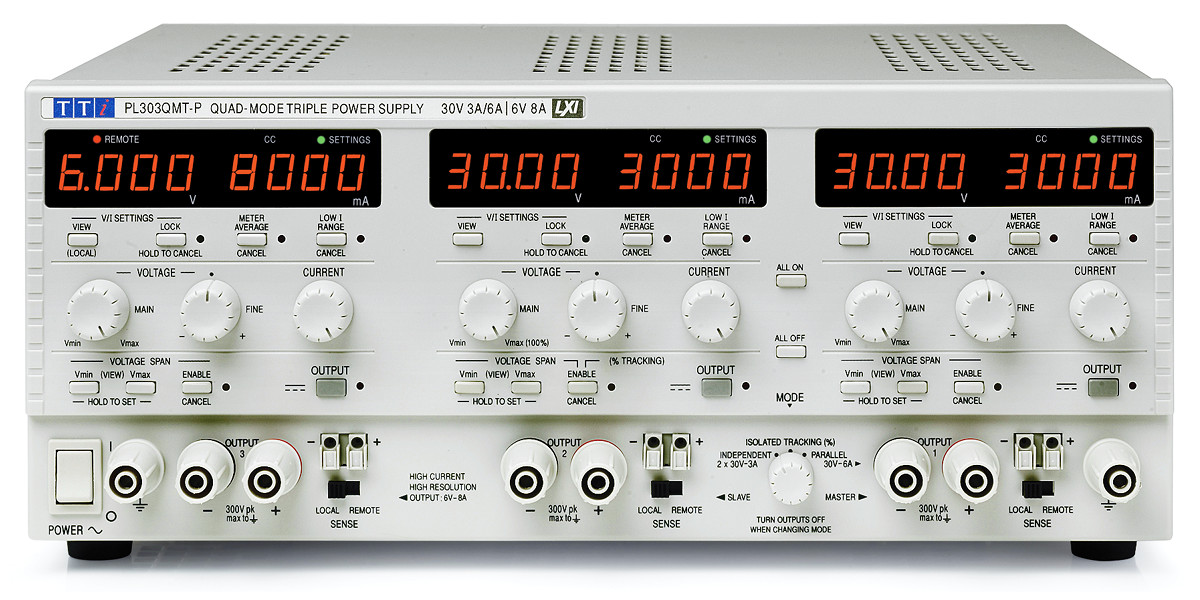 TTi PL303QMT-P QUAD-MODE TRIPLE POWER SUPPLY 30V 3A/6A | 6V 8A LXI
REMOTE CC SETTINGS
6.000 8000
V mA
V/I SETTINGS
VIEW LOCK METER AVERAGE LOW I RANGE
(LOCAL) HOLD TO CANCEL CANCEL CANCEL
VOLTAGE CURRENT
MAIN FINE
Vmin Vmax - +
VOLTAGE SPAN
Vmin (VIEW) Vmax ENABLE OUTPUT
HOLD TO SET CANCEL
CC SETTINGS
30.00 3000
V mA
V/I SETTINGS
VIEW LOCK METER AVERAGE LOW I RANGE
HOLD TO CANCEL CANCEL CANCEL
VOLTAGE CURRENT
MAIN FINE
Vmin Vmax (100%) - +
VOLTAGE SPAN (% TRACKING)
Vmin (VIEW) Vmax ENABLE OUTPUT
HOLD TO SET CANCEL
ALL ON
ALL OFF
MODE
CC SETTINGS
30.00 3000
V mA
V/I SETTINGS
VIEW LOCK METER AVERAGE LOW I RANGE
HOLD TO CANCEL CANCEL CANCEL
VOLTAGE CURRENT
MAIN FINE
Vmin Vmax - +
VOLTAGE SPAN
Vmin (VIEW) Vmax ENABLE OUTPUT
HOLD TO SET CANCEL
I
O
POWER
OUTPUT
3
- 300V pk +
max to
- +
LOCAL REMOTE
SENSE
HIGH CURRENT
HIGH RESOLUTION
OUTPUT: 6V-8A
OUTPUT
2
- 300V pk +
max to
- +
LOCAL REMOTE
SENSE
ISOLATED TRACKING (%)
INDEPENDENT PARALLEL
2 x 30V-3A 30V-6A
SLAVE MASTER
TURN OUTPUTS OFF
WHEN CHANGING MODE
OUTPUT
1
- 300V pk +
max to
- +
LOCAL REMOTE
SENSE